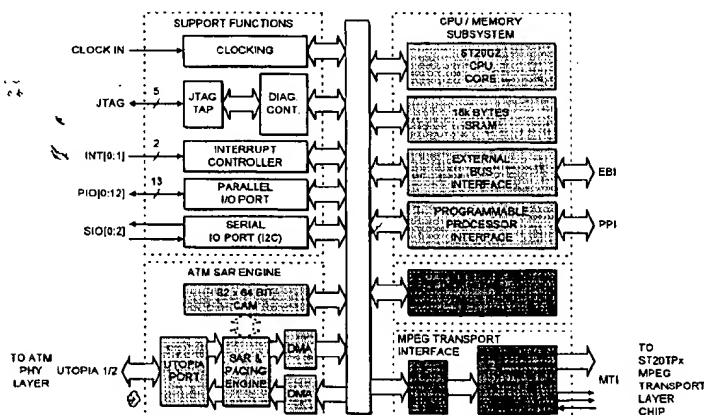 SUPPORT FUNCTIONS
CLOCK IN
CLOCKING
JTAG
5
JTAG
TAP
DIAG.
CONT.
INT[0:1]
2
INTERRUPT
CONTROLLER
PIO[0:12]
13
PARALLEL
I/O PORT
SIO[0:2]
SERIAL
IO PORT (I2C)
CPU / MEMORY
SUBSYSTEM
ST20C2
CPU
CORE
16k BYTES
SRAM
EXTERNAL
BUS
INTERFACE
EBI
PROGRAMMABLE
PROCESSOR
INTERFACE
PPI
ATM SAR ENGINE
32 x 64 BIT
CAM
TO ATM
PHY
LAYER
UTOPIA 1/2
UTOPIA
PORT
SAR &
PACING
ENGINE
DMA
DMA
MPEG TRANSPORT
INTERFACE
MTI
TO
ST20TPx
MPEG
TRANSPORT
LAYER
CHIP